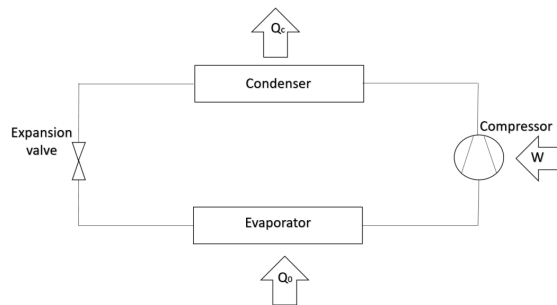 Qc
Condenser
Expansion
valve
Compressor
W
Evaporator
Q0